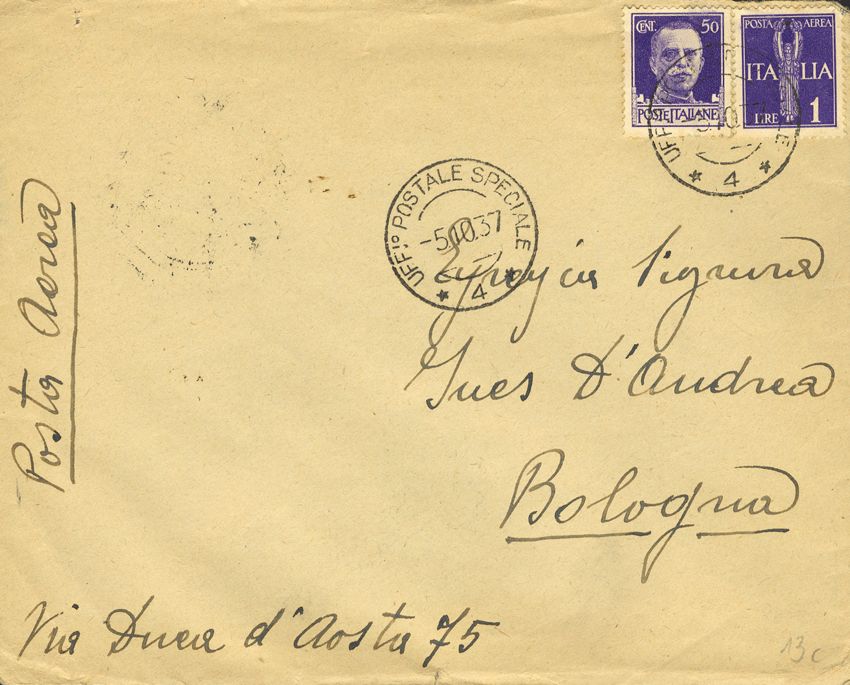 CENT. 50
POSTE ITALIANE
POSTA AEREA
ITALIA
LIRE 1
UFF° POSTALE SPECIALE
-5.10.37
* 4 *
Posta Aerea
Egregia Signora
Ines D'Andrea
Bologna
Via Duca d'Aosta 75
13c